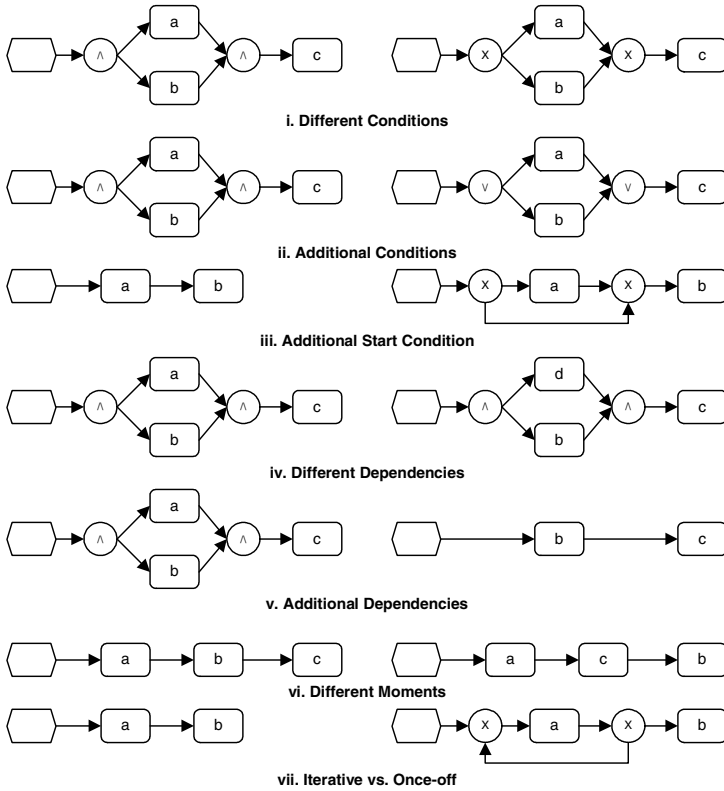 a a
∧ ∧ c X X c
b b
i. Different Conditions
a a
∧ ∧ c ∨ ∨ c
b b
ii. Additional Conditions
a b X a X b
iii. Additional Start Condition
a d
∧ ∧ c ∧ ∧ c
b b
iv. Different Dependencies
a
∧ ∧ c b c
b
v. Additional Dependencies
a b c a c b
vi. Different Moments
a b X a X b
vii. Iterative vs. Once-off